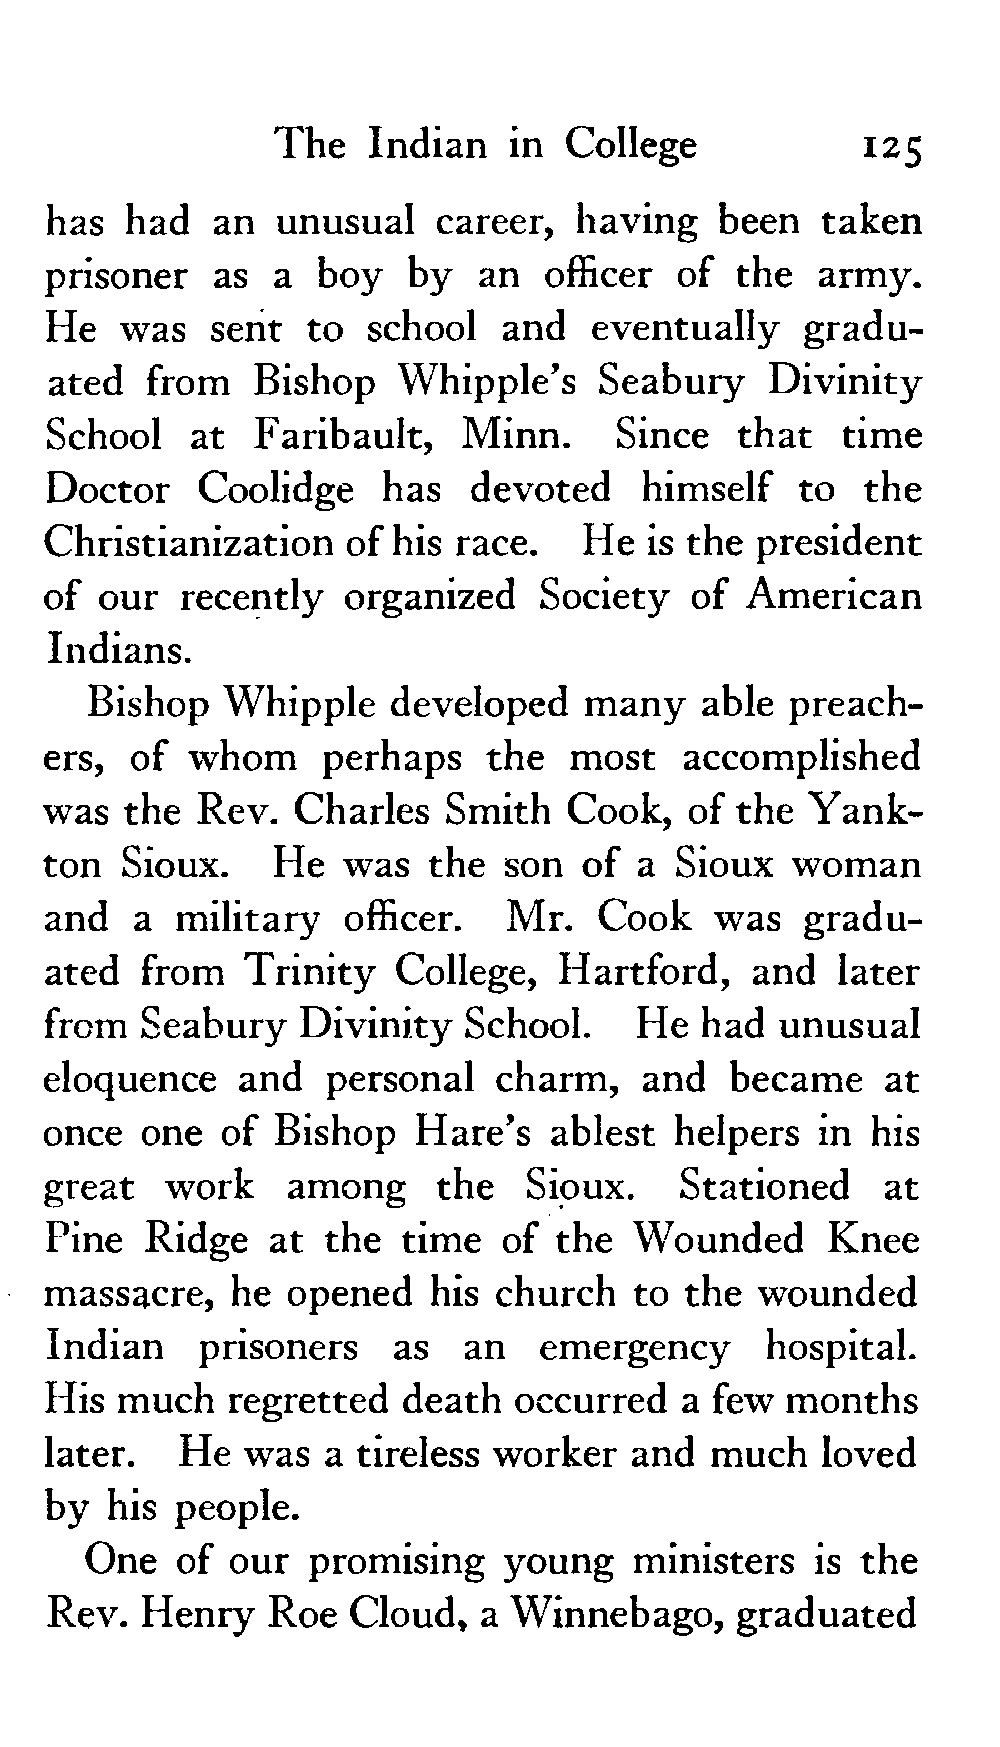 The Indian in College 125
has had an unusual career, having been taken
prisoner as a boy by an officer of the army.
He was sent to school and eventually gradu-
ated from Bishop Whipple's Seabury Divinity
School at Faribault, Minn. Since that time
Doctor Coolidge has devoted himself to the
Christianization of his race. He is the president
of our recently organized Society of American
Indians.
Bishop Whipple developed many able preach-
ers, of whom perhaps the most accomplished
was the Rev. Charles Smith Cook, of the Yank-
ton Sioux. He was the son of a Sioux woman
and a military officer. Mr. Cook was gradu-
ated from Trinity College, Hartford, and later
from Seabury Divinity School. He had unusual
eloquence and personal charm, and became at
once one of Bishop Hare's ablest helpers in his
great work among the Sioux. Stationed at
Pine Ridge at the time of the Wounded Knee
massacre, he opened his church to the wounded
Indian prisoners as an emergency hospital.
His much regretted death occurred a few months
later. He was a tireless worker and much loved
by his people.
One of our promising young ministers is the
Rev. Henry Roe Cloud, a Winnebago, graduated